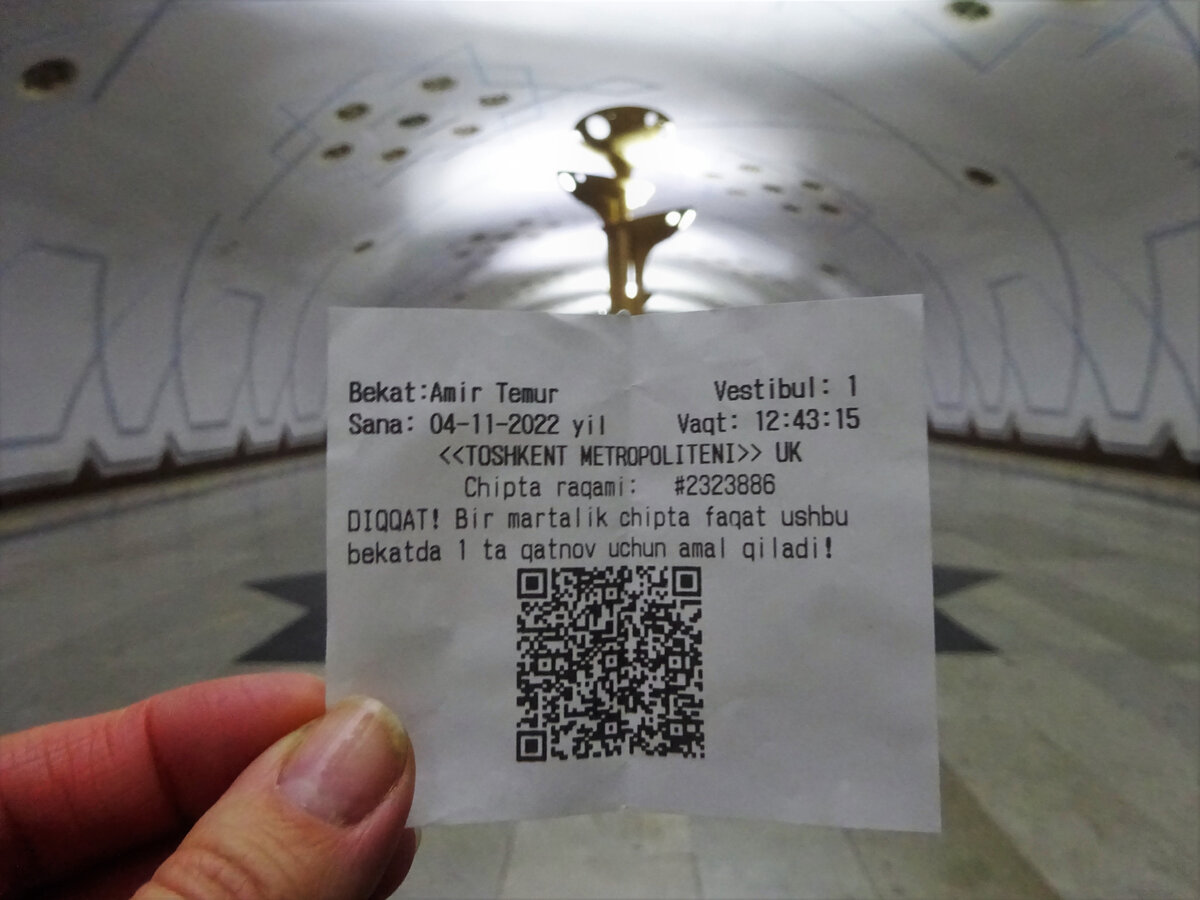 Bekat:Amir Temur Vestibul: 1
Sana: 04-11-2022 yil Vaqt: 12:43:15
<<TOSHKENT METROPOLITENI>> UK
Chipta raqami: #2323886
DIQQAT! Bir martalik chipta faqat ushbu
bekatda 1 ta qatnov uchun amal qiladi!